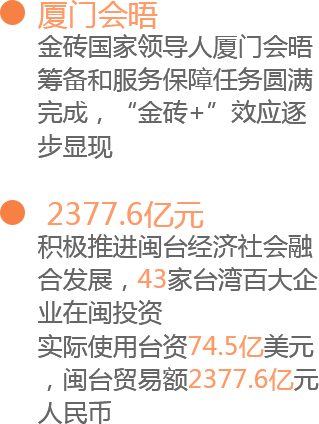 厦门会晤
金砖国家领导人厦门会晤
筹备和服务保障任务圆满
完成，“金砖+”效应逐
步显现
2377.6亿元
积极推进闽台经济社会融
合发展，43家台湾百大企
业在闽投资
实际使用台资74.5亿美元
，闽台贸易额2377.6亿元
人民币